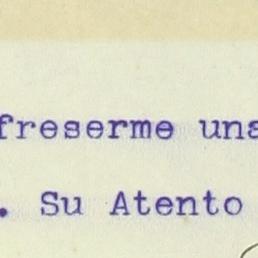 freserme una
. Su Atento